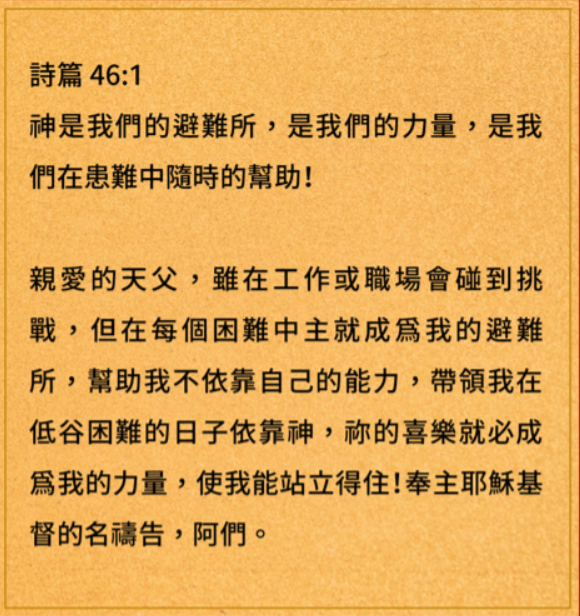 詩篇 46:1
神是我們的避難所，是我們的力量，是我
們在患難中隨時的幫助！
親愛的天父，雖在工作或職場會碰到挑
戰，但在每個困難中主就成爲我的避難
所，幫助我不依靠自己的能力，帶領我在
低谷困難的日子依靠神，祢的喜樂就必成
爲我的力量，使我能站立得住！奉主耶穌基
督的名禱告，阿們。